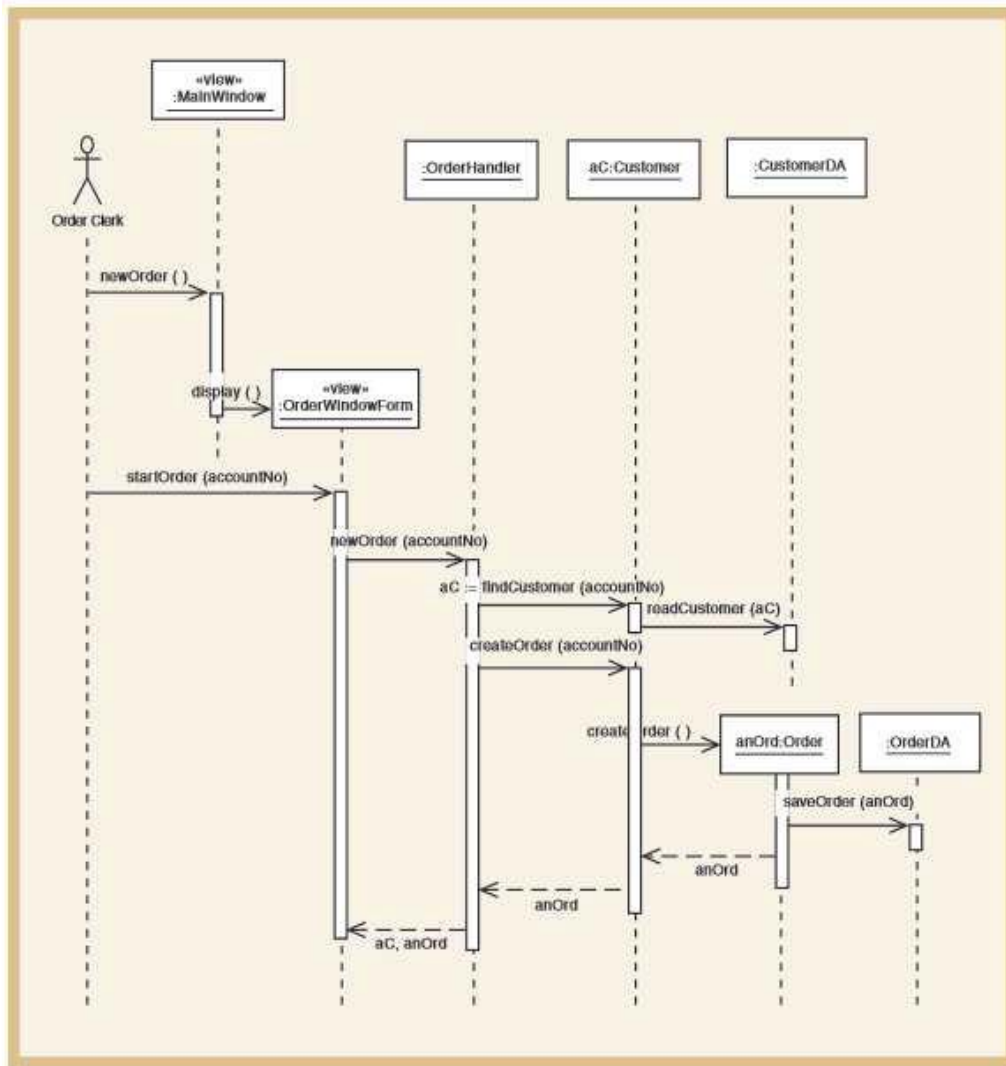 «view»
:MainWindow
:OrderHandler
aC:Customer
:CustomerDA
Order Clerk
newOrder ( )
display ( )
«view»
:OrderWindowForm
startOrder (accountNo)
newOrder (accountNo)
aC := findCustomer (accountNo)
readCustomer (aC)
createOrder (accountNo)
createOrder ( )
anOrd:Order
:OrderDA
saveOrder (anOrd)
anOrd
anOrd
aC, anOrd